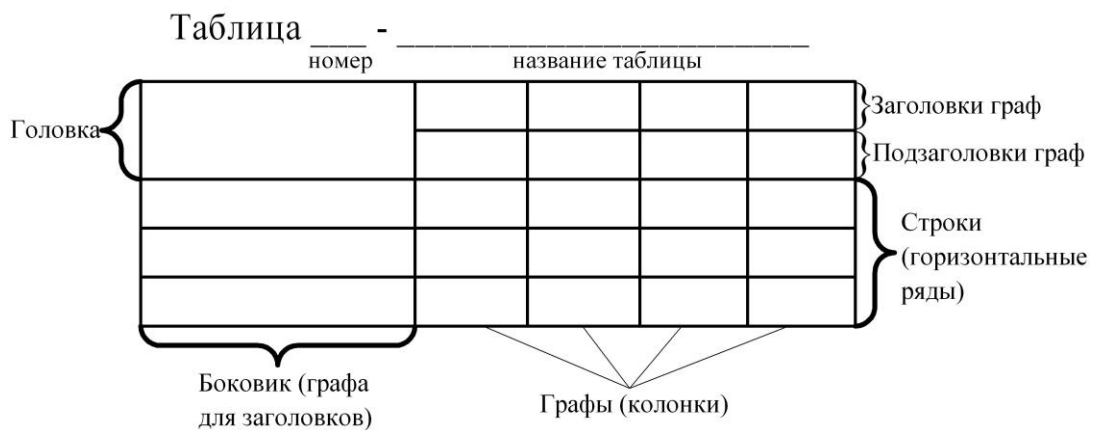 Таблица ___ - ______________________
номер
название таблицы
Головка
Заголовки граф
Подзаголовки граф
Строки
(горизонтальные
ряды)
Боковик (графа
для заголовков)
Графы (колонки)